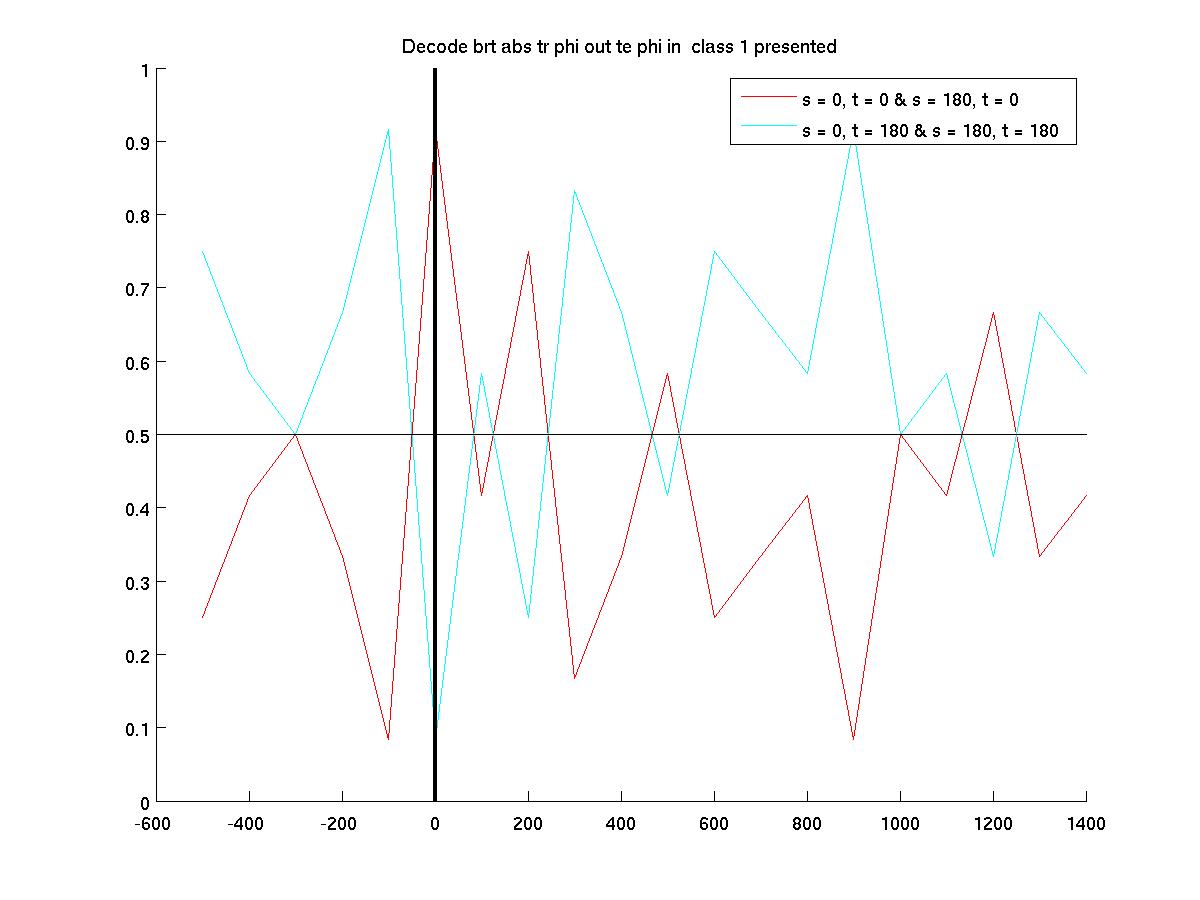 Decode brt abs tr phi out te phi in  class 1 presented
s = 0, t = 0 & s = 180, t = 0
s = 0, t = 180 & s = 180, t = 180
1
0.9
0.8
0.7
0.6
0.5
0.4
0.3
0.2
0.1
0
-600 -400 -200 0 200 400 600 800 1000 1200 1400